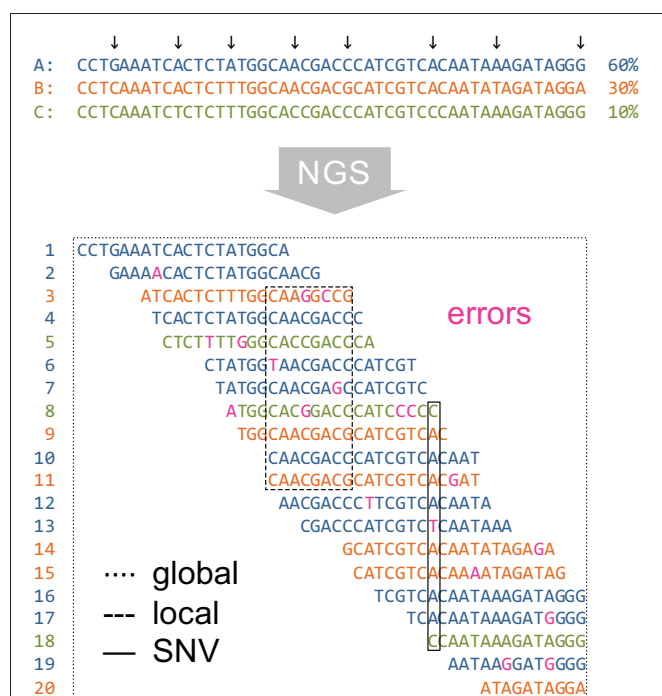 ↓ ↓ ↓ ↓ ↓ ↓ ↓ ↓
A: CCTGAAATCACTCTATGGCAACGACCCATCGTCACAATAAAGATAGGG 60%
B: CCTCAAATCACTCTTTGGCAACGACGCATCGTCACAATATAGATAGGA 30%
C: CCTCAAATCTCTCTTTGGCACCGACCCATCGTCCCAATAAAGATAGGG 10%
NGS
1 CCTGAAATCACTCTATGGCA
2 GAAAACACTCTATGGCAACG
3 ATCACTCTTTGGCAAGGCCG
errors
4 TCACTCTATGGCAACGACCC
5 CTCTTTTGGGCACCGACCCA
6 CTATGGTAACGACCCATCGT
7 TATGGCAACGAGCCATCGTC
8 ATGGCACGGACCCATCCCCC
9 TGGCAACGACGCATCGTCAC
10 CAACGACCCATCGTCACAAT
11 CAACGACGCATCGTCACGAT
12 AACGACCCTTCGTCACAATA
13 CGACCCATCGTCTCAATAAA
14 GCATCGTCACAATATAGAGA
15 CATCGTCACAAAATAGATAG
16 TCGTCACAATAAAGATAGGG
17 TCACAATAAAGATGGGG
18 CCAATAAAGATAGGG
19 AATAAGGATGGGG
20 ATAGATAGGA
···· global
--- local
— SNV